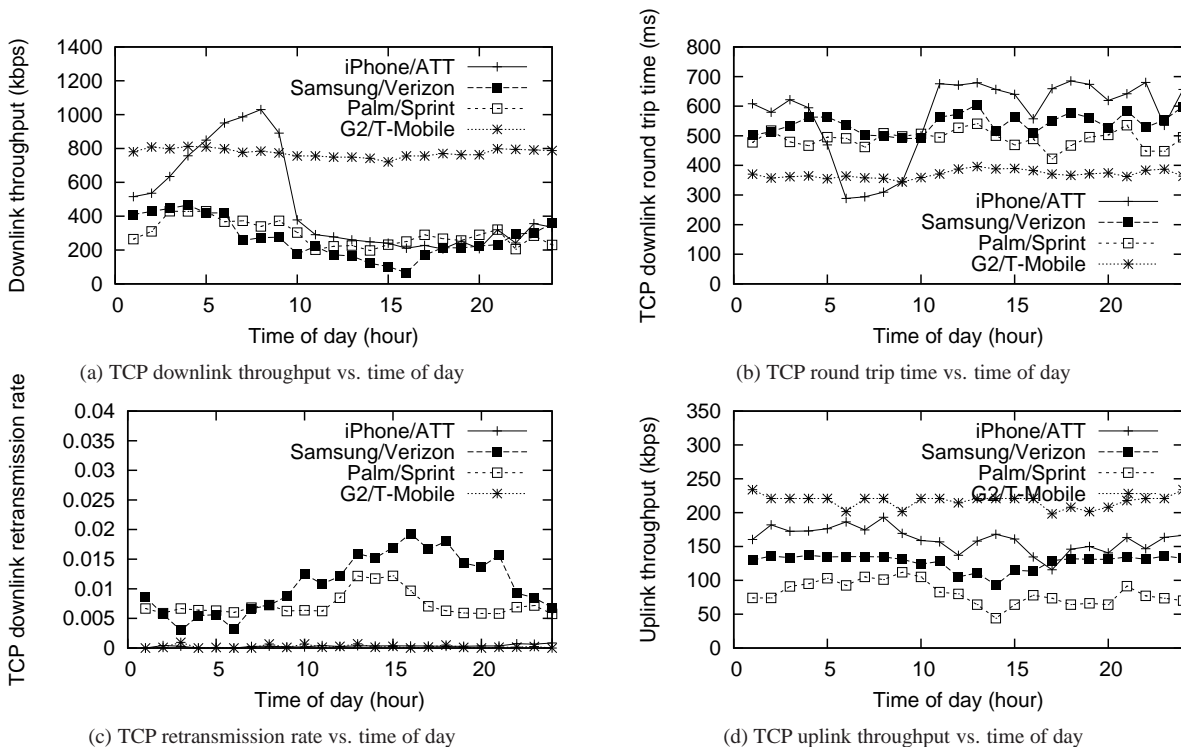 Downlink throughput (kbps)
1400
1200
1000
800
600
400
200
0
iPhone/ATT
Samsung/Verizon
Palm/Sprint
G2/T-Mobile
0 5 10 15 20
Time of day (hour)
(a) TCP downlink throughput vs. time of day
TCP downlink round trip time (ms)
800
700
600
500
400
300
200
100
0
iPhone/ATT
Samsung/Verizon
Palm/Sprint
G2/T-Mobile
0 5 10 15 20
Time of day (hour)
(b) TCP round trip time vs. time of day
TCP downlink retransmission rate
0.04
0.035
0.03
0.025
0.02
0.015
0.01
0.005
0
iPhone/ATT
Samsung/Verizon
Palm/Sprint
G2/T-Mobile
0 5 10 15 20
Time of day (hour)
(c) TCP retransmission rate vs. time of day
Uplink throughput (kbps)
350
300
250
200
150
100
50
0
iPhone/ATT
Samsung/Verizon
Palm/Sprint
G2/T-Mobile
0 5 10 15 20
Time of day (hour)
(d) TCP uplink throughput vs. time of day